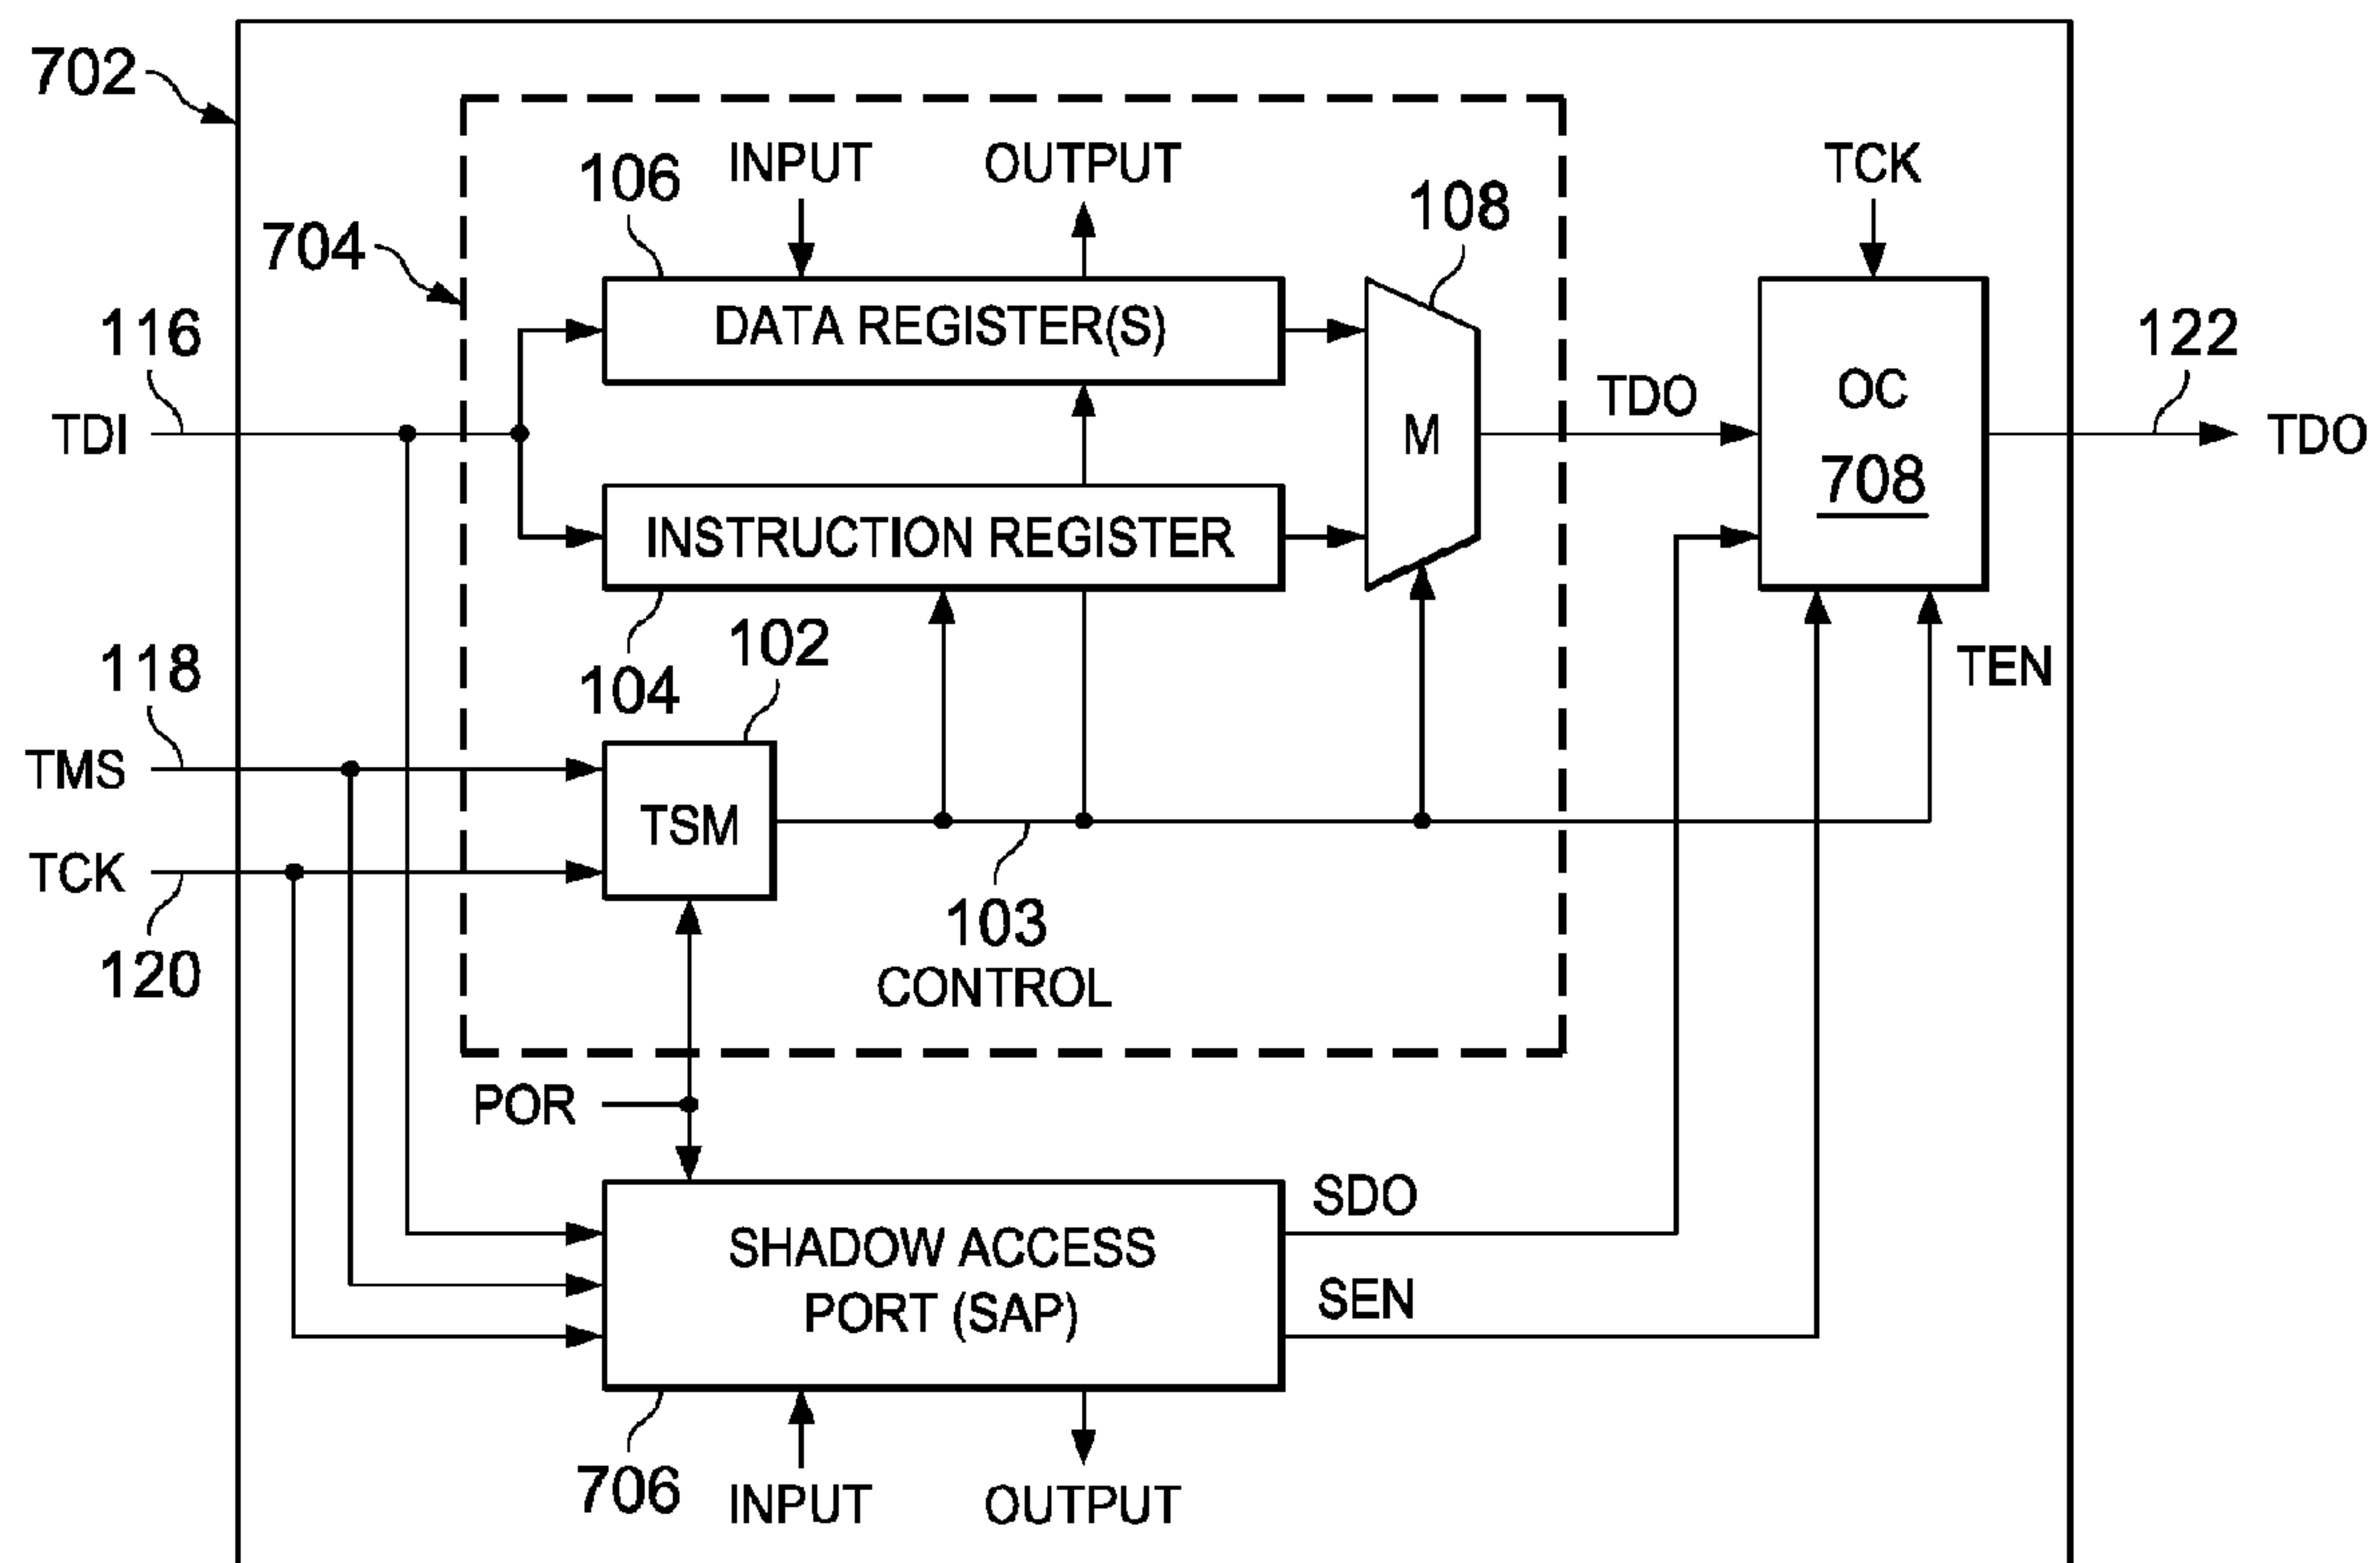 702
106
INPUT
OUTPUT
TCK
704
108
DATA REGISTER(S)
116
TDI
M
TDO
OC
708
122
TDO
INSTRUCTION REGISTER
118
104
102
TEN
TMS
TSM
TCK
120
103
CONTROL
POR
SHADOW ACCESS
PORT (SAP)
SDO
SEN
706
INPUT
OUTPUT